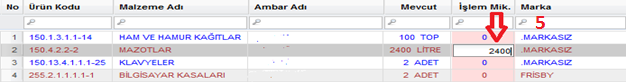 No Ürün Kodu Malzeme Adı Ambar Adı Mevcut İşlem Mik. Marka
5
1 150.1.3.1.1-14 HAM VE HAMUR KAĞITLAR 100 TOP 0 .MARKASIZ
2 150.4.2.2-2 MAZOTLAR 2400 LİTRE 2400 .MARKASIZ
3 150.13.4.1.1.1-25 KLAVYELER 2 ADET 0 .MARKASIZ
4 255.2.1.1.1.1-1 BİLGİSAYAR KASALARI 2 ADET 0 FRİSBY